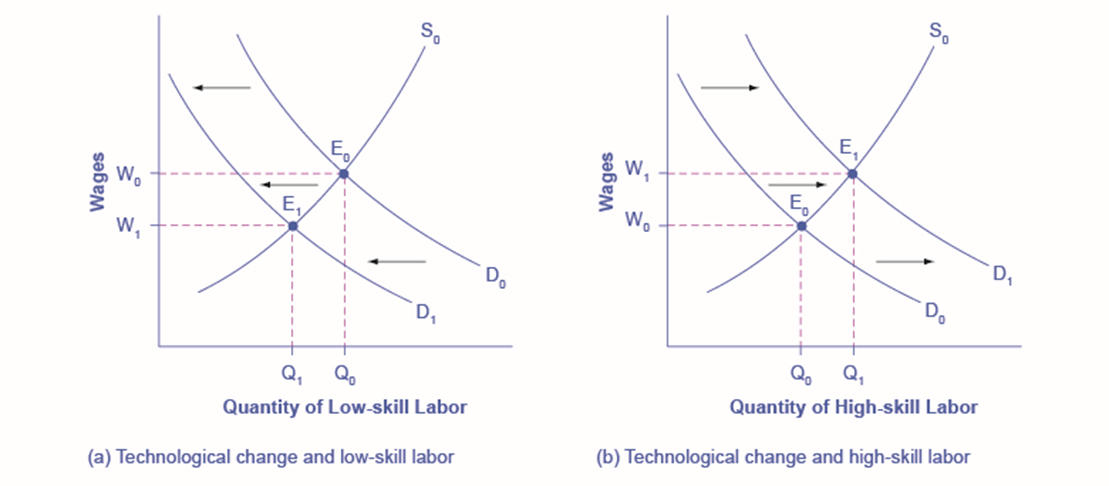 S₀
E₀
Wages
W₀
E₁
W₁
D₀
D₁
Q₁ Q₀
Quantity of Low-skill Labor
(a) Technological change and low-skill labor
S₀
E₁
Wages
W₁
E₀
W₀
D₁
D₀
Q₀ Q₁
Quantity of High-skill Labor
(b) Technological change and high-skill labor